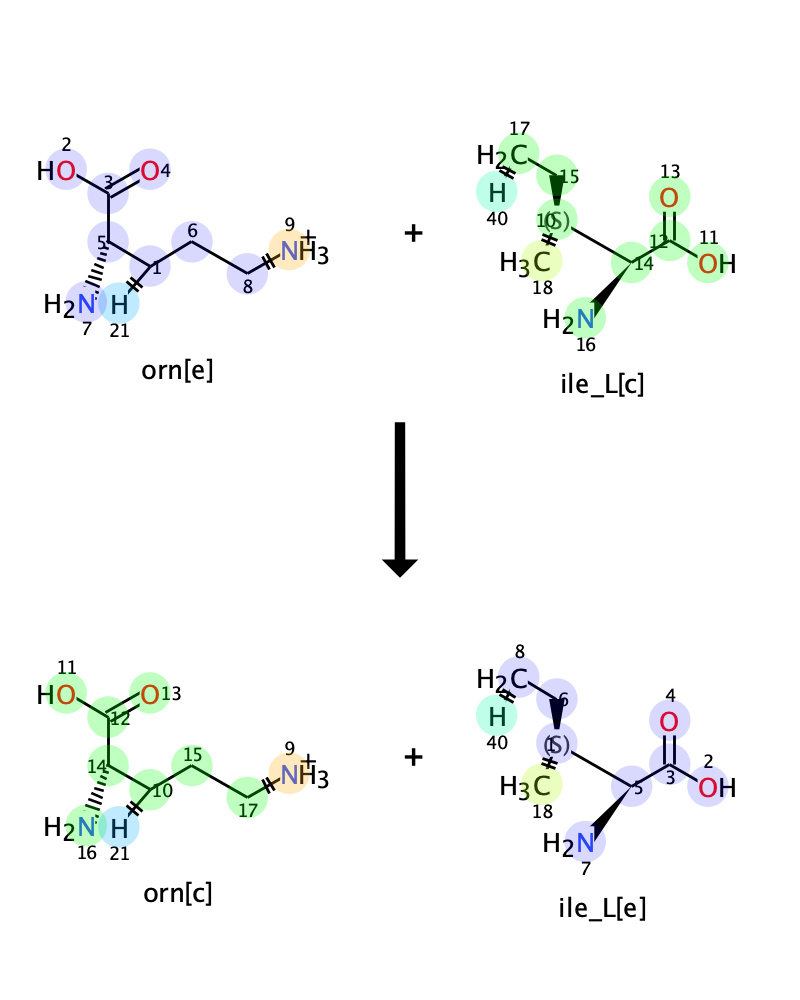 2 17
HO 3 O 4 H2C 15 13
5 6 9 H 40 10 (S) O
1 NH3+ + H3C 18 12 11
H2N 7 H 21 8 14 OH
H2N 16
orn[e] ile_L[c]
11 8
HO 12 O 13 H2C 6 4
14 15 9 H 40 1 (S) O
10 NH3+ + H3C 18 3 2
H2N 16 H 21 17 5 OH
H2N 7
orn[c] ile_L[e]